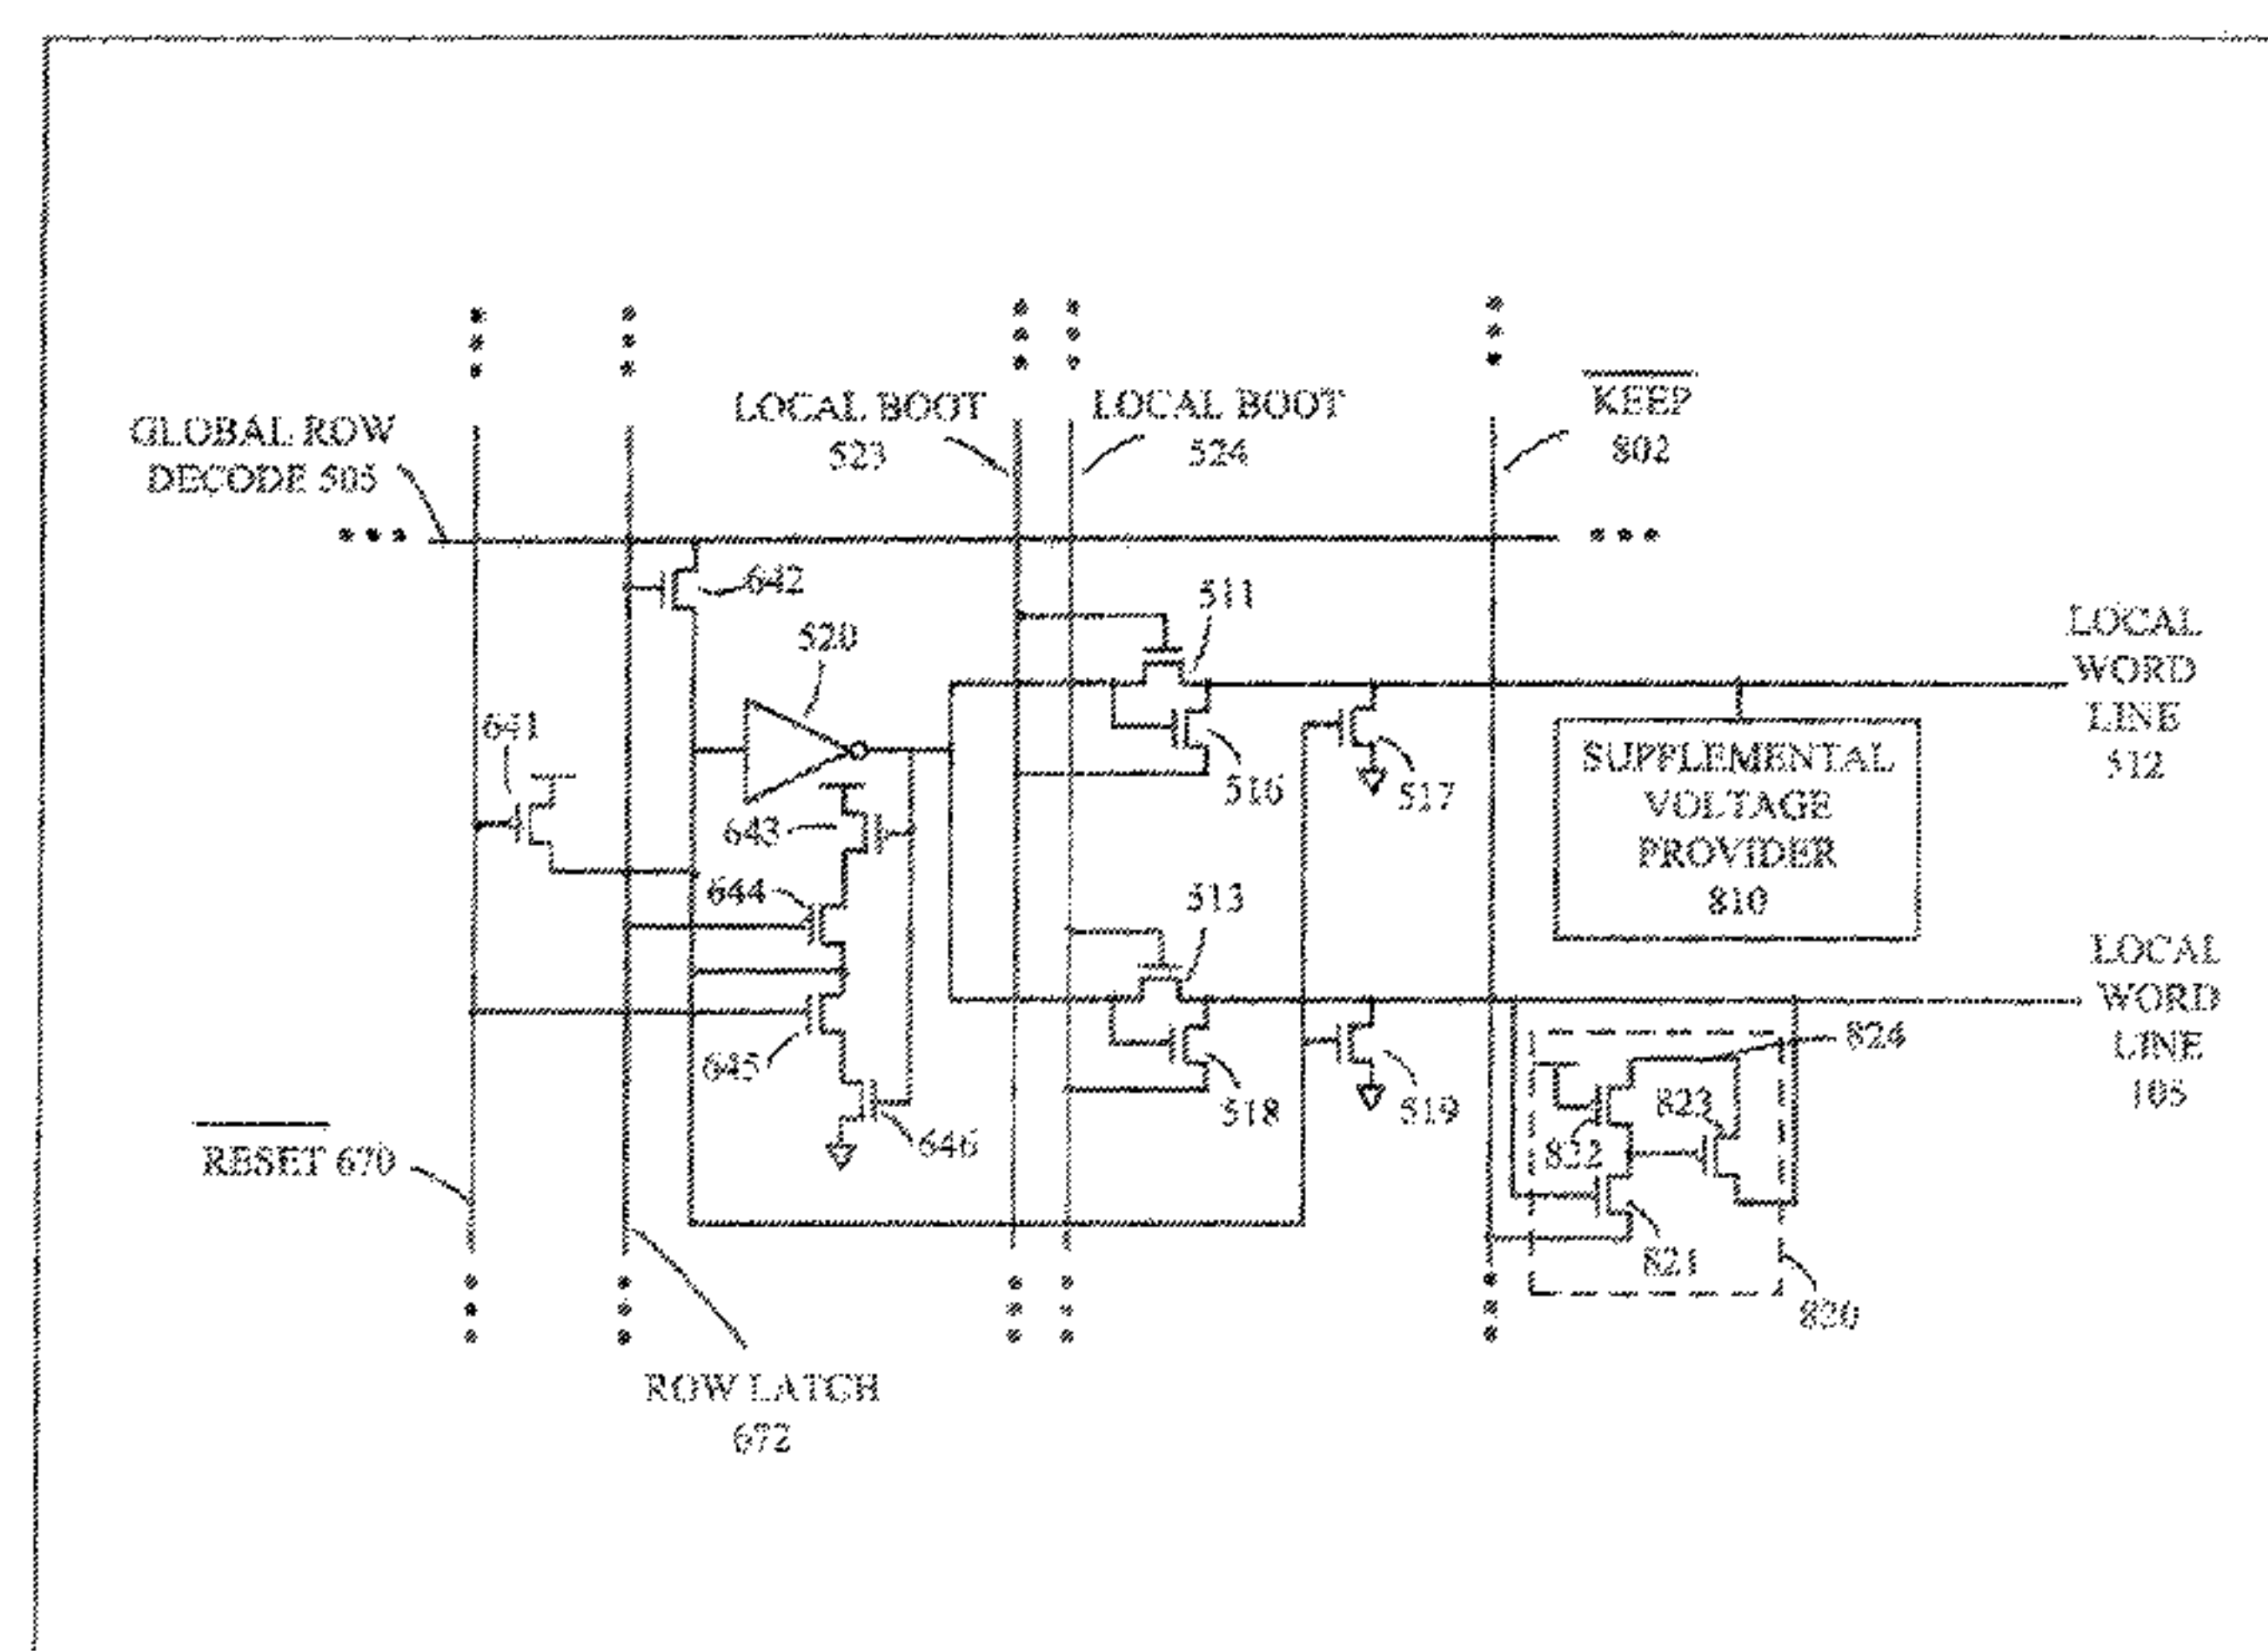 LOCAL BOOT
523
LOCAL BOOT
524
KEEP
802
GLOBAL ROW
DECODE 505
642
511
520
LOCAL
WORD
LINE
512
641
SUPPLEMENTAL
VOLTAGE
PROVIDER
810
516
517
643
644
513
LOCAL
WORD
LINE
105
645
824
823
822
518
519
646
RESET 670
821
820
ROW LATCH
672